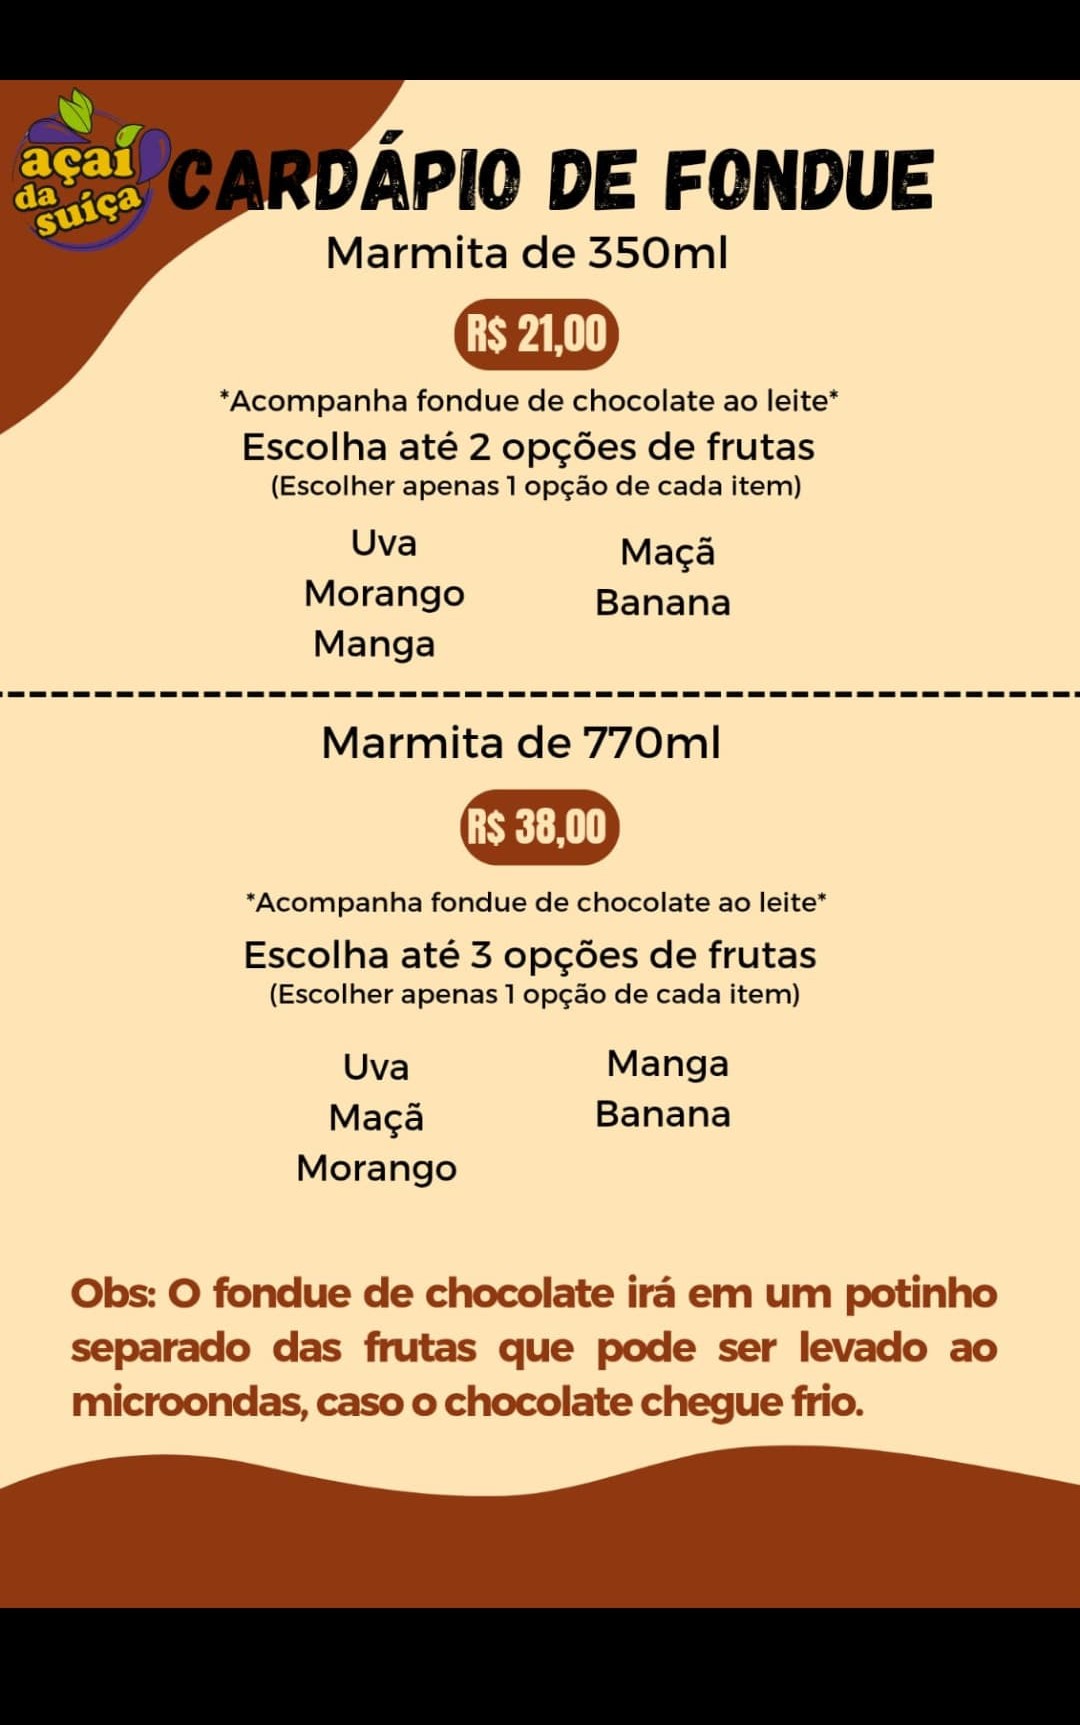 açaí
da
suíça
CARDÁPIO DE FONDUE
Marmita de 350ml
R$ 21,00
*Acompanha fondue de chocolate ao leite*
Escolha até 2 opções de frutas
(Escolher apenas 1 opção de cada item)
Uva
Morango
Manga
Maçã
Banana
Marmita de 770ml
R$ 38,00
*Acompanha fondue de chocolate ao leite*
Escolha até 3 opções de frutas
(Escolher apenas 1 opção de cada item)
Uva
Maçã
Morango
Manga
Banana
Obs: O fondue de chocolate irá em um potinho
separado das frutas que pode ser levado ao
microondas, caso o chocolate chegue frio.